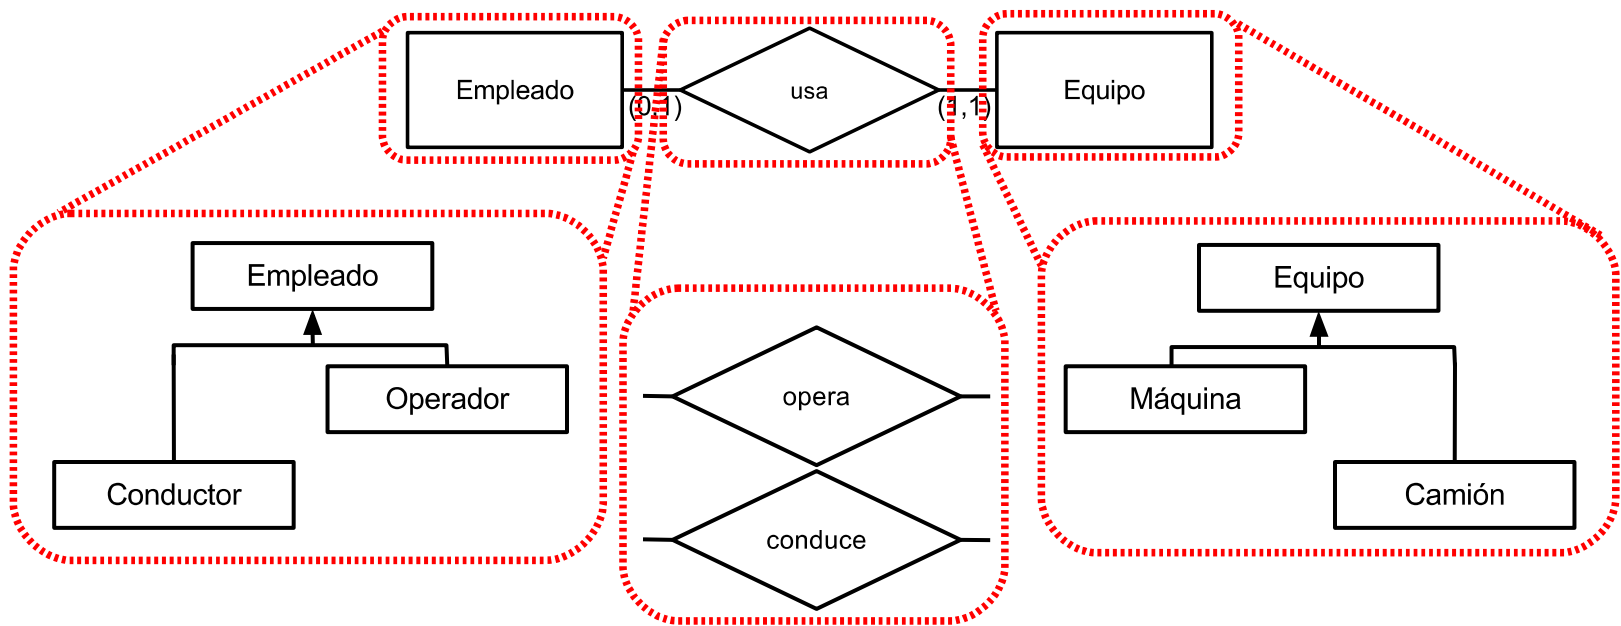 Empleado
(0,1)
usa
(1,1)
Equipo
Empleado
Operador
Conductor
opera
conduce
Equipo
Máquina
Camión